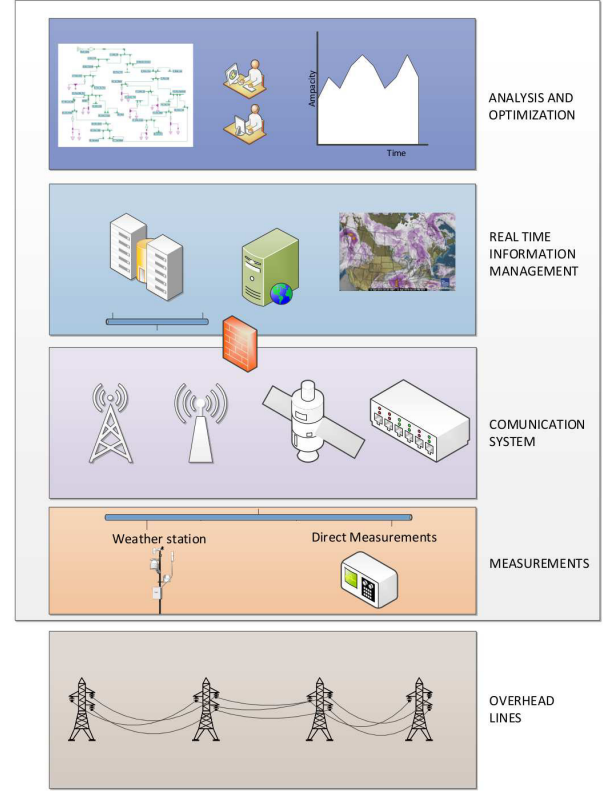 Ampacity
Time
ANALYSIS AND
OPTIMIZATION
REAL TIME
INFORMATION
MANAGEMENT
COMUNICATION
SYSTEM
Weather station
Direct Measurements
MEASUREMENTS
OVERHEAD
LINES